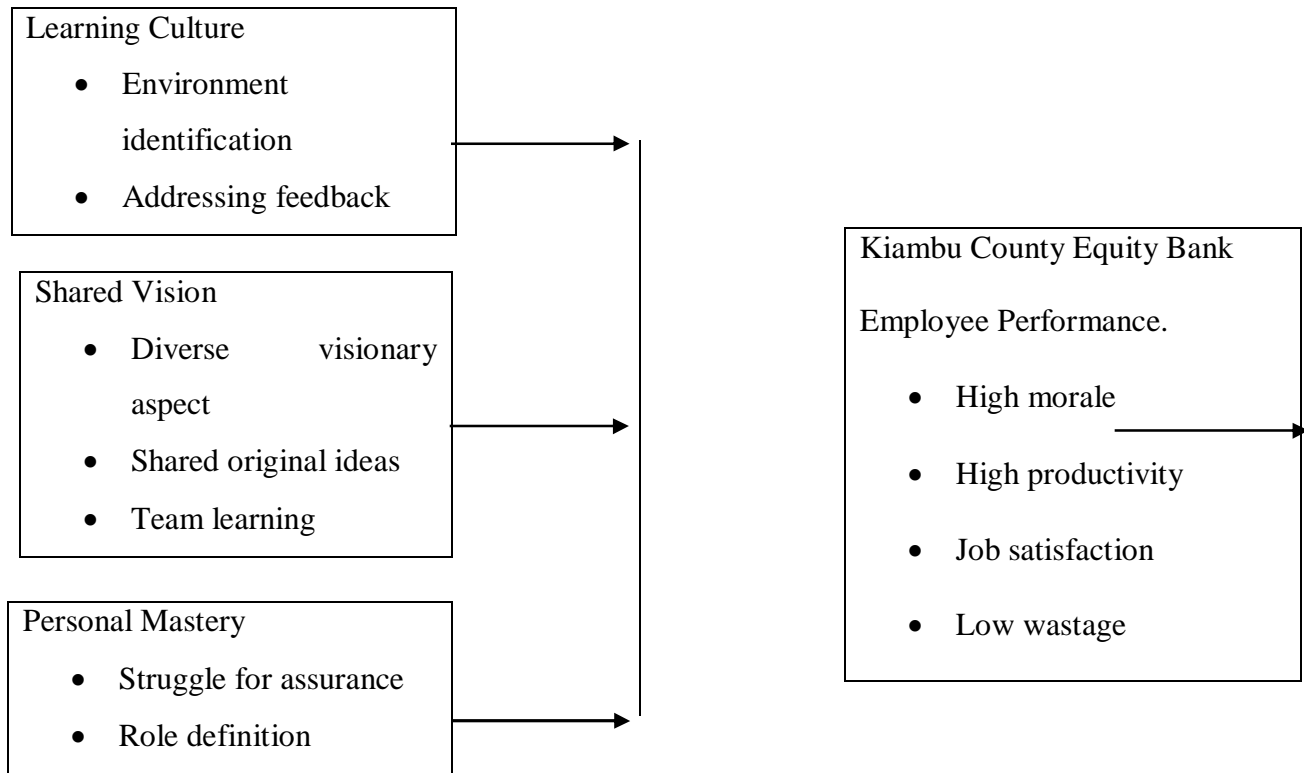 Learning Culture
• Environment
identification
• Addressing feedback
Shared Vision
• Diverse visionary
aspect
• Shared original ideas
• Team learning
Personal Mastery
• Struggle for assurance
• Role definition
Kiambu County Equity Bank
Employee Performance.
• High morale
• High productivity
• Job satisfaction
• Low wastage